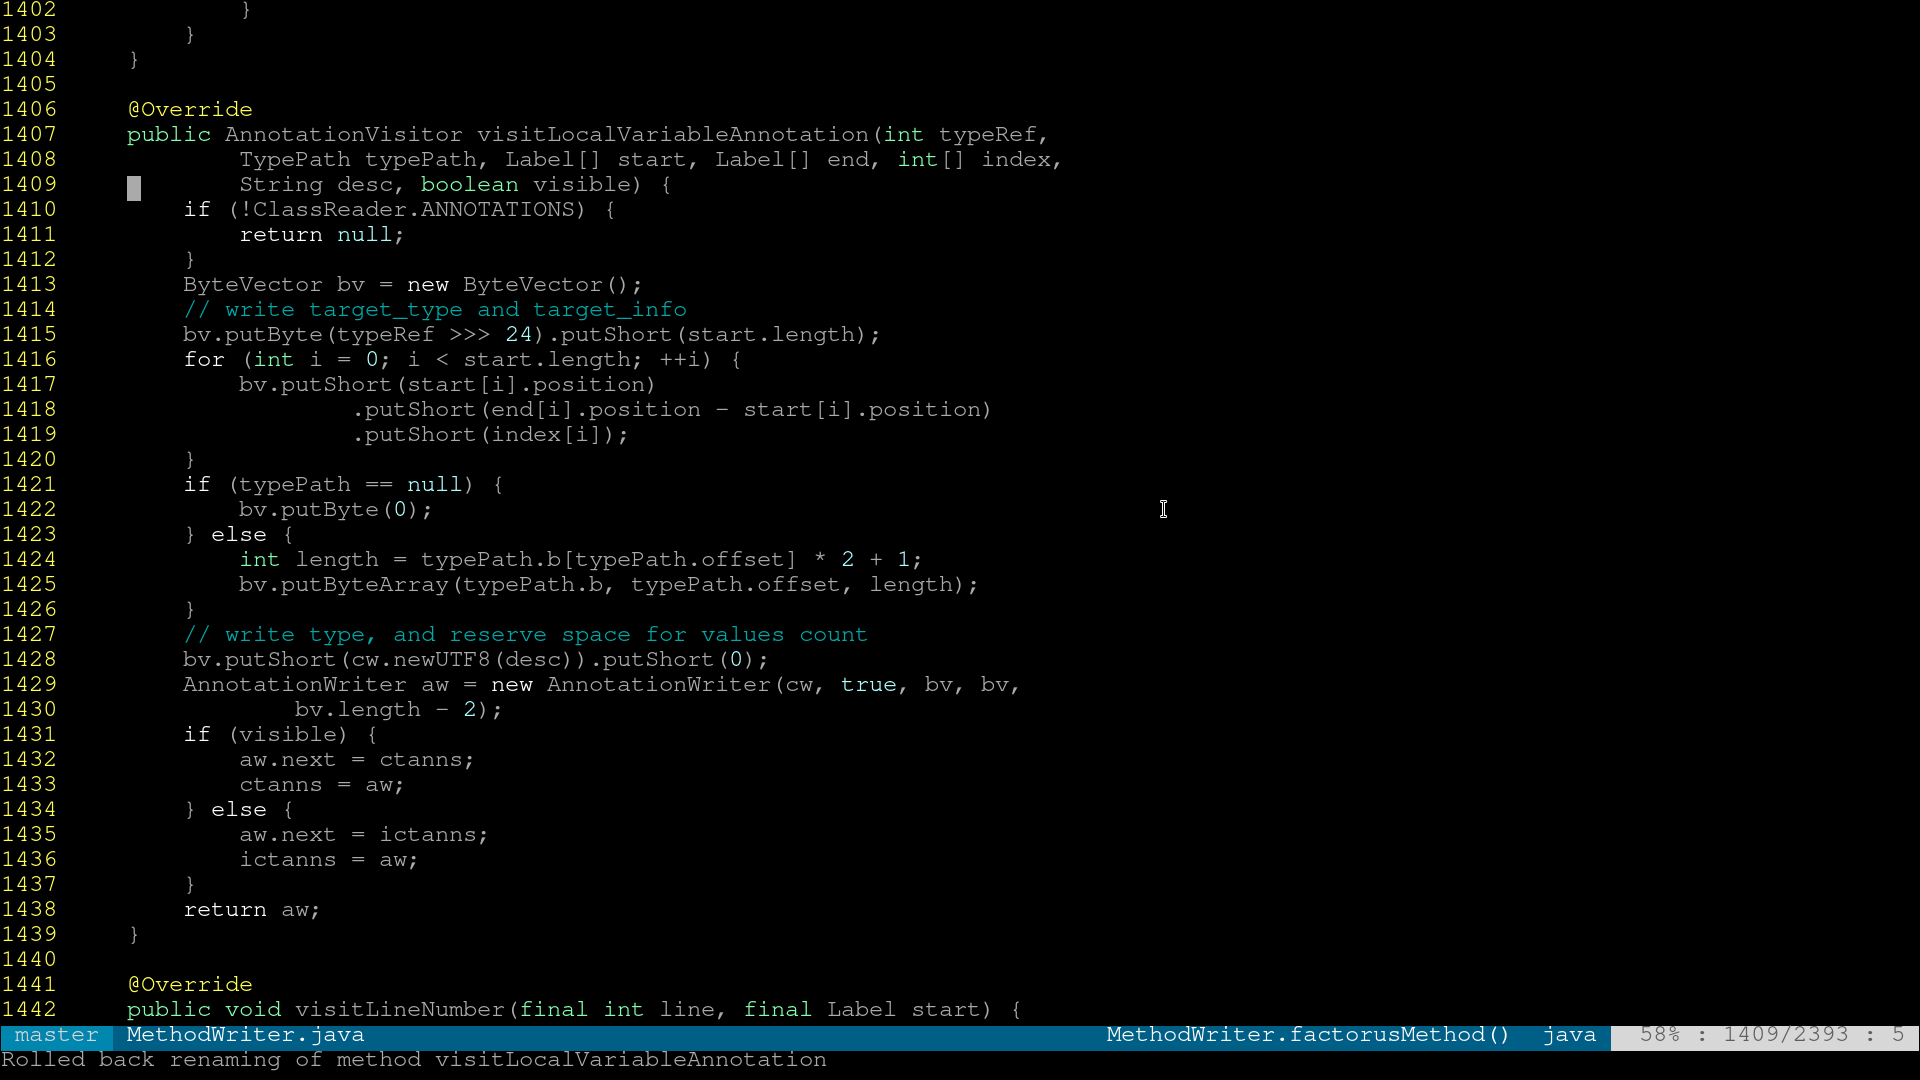 1402             }
1403         }
1404     }
1405
1406     @Override
1407     public AnnotationVisitor visitLocalVariableAnnotation(int typeRef,
1408             TypePath typePath, Label[] start, Label[] end, int[] index,
1409             String desc, boolean visible) {
1410         if (!ClassReader.ANNOTATIONS) {
1411             return null;
1412         }
1413         ByteVector bv = new ByteVector();
1414         // write target_type and target_info
1415         bv.putByte(typeRef >>> 24).putShort(start.length);
1416         for (int i = 0; i < start.length; ++i) {
1417             bv.putShort(start[i].position)
1418                     .putShort(end[i].position - start[i].position)
1419                     .putShort(index[i]);
1420         }
1421         if (typePath == null) {
1422             bv.putByte(0);
1423         } else {
1424             int length = typePath.b[typePath.offset] * 2 + 1;
1425             bv.putByteArray(typePath.b, typePath.offset, length);
1426         }
1427         // write type, and reserve space for values count
1428         bv.putShort(cw.newUTF8(desc)).putShort(0);
1429         AnnotationWriter aw = new AnnotationWriter(cw, true, bv, bv,
1430                 bv.length - 2);
1431         if (visible) {
1432             aw.next = ctanns;
1433             ctanns = aw;
1434         } else {
1435             aw.next = ictanns;
1436             ictanns = aw;
1437         }
1438         return aw;
1439     }
1440
1441     @Override
1442     public void visitLineNumber(final int line, final Label start) {
master  MethodWriter.java  MethodWriter.factorusMethod()  java  58% : 1409/2393 : 5
Rolled back renaming of method visitLocalVariableAnnotation